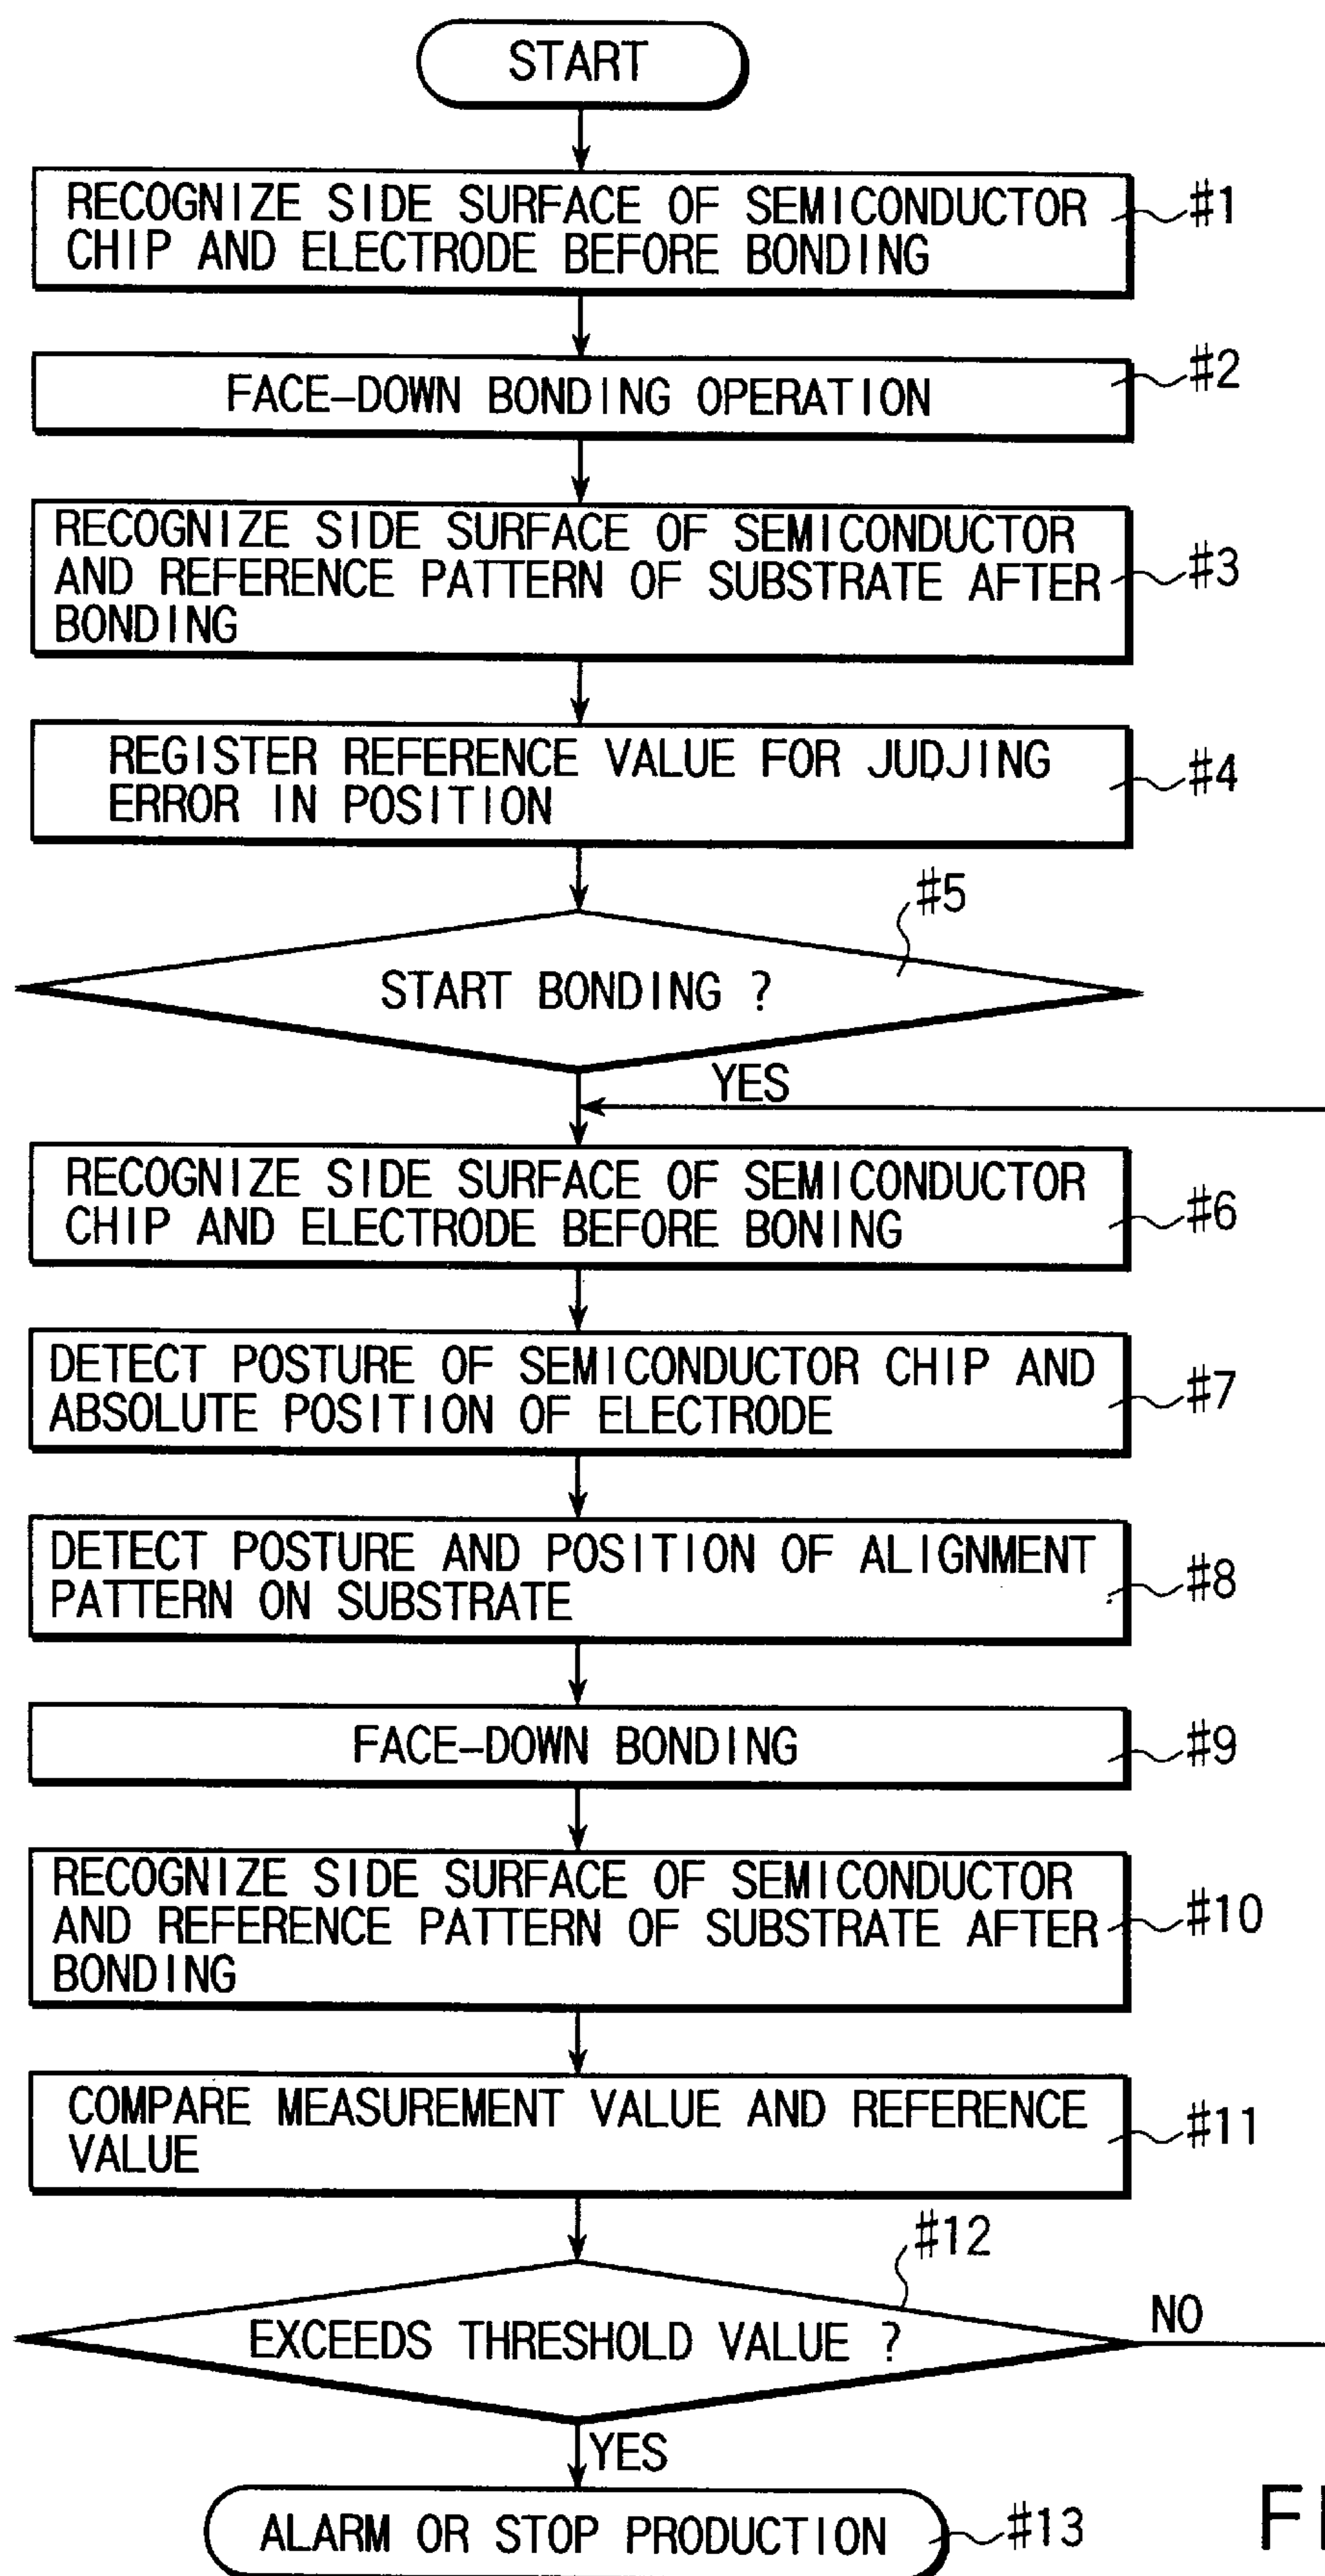 START
RECOGNIZE SIDE SURFACE OF SEMICONDUCTOR
CHIP AND ELECTRODE BEFORE BONDING
#1
FACE-DOWN BONDING OPERATION
#2
RECOGNIZE SIDE SURFACE OF SEMICONDUCTOR
AND REFERENCE PATTERN OF SUBSTRATE AFTER
BONDING
#3
REGISTER REFERENCE VALUE FOR JUDJING
ERROR IN POSITION
#4
#5
START BONDING ?
YES
RECOGNIZE SIDE SURFACE OF SEMICONDUCTOR
CHIP AND ELECTRODE BEFORE BONING
#6
DETECT POSTURE OF SEMICONDUCTOR CHIP AND
ABSOLUTE POSITION OF ELECTRODE
#7
DETECT POSTURE AND POSITION OF ALIGNMENT
PATTERN ON SUBSTRATE
#8
FACE-DOWN BONDING
#9
RECOGNIZE SIDE SURFACE OF SEMICONDUCTOR
AND REFERENCE PATTERN OF SUBSTRATE AFTER
BONDING
#10
COMPARE MEASUREMENT VALUE AND REFERENCE
VALUE
#11
#12
EXCEEDS THRESHOLD VALUE ?
NO
YES
ALARM OR STOP PRODUCTION
#13